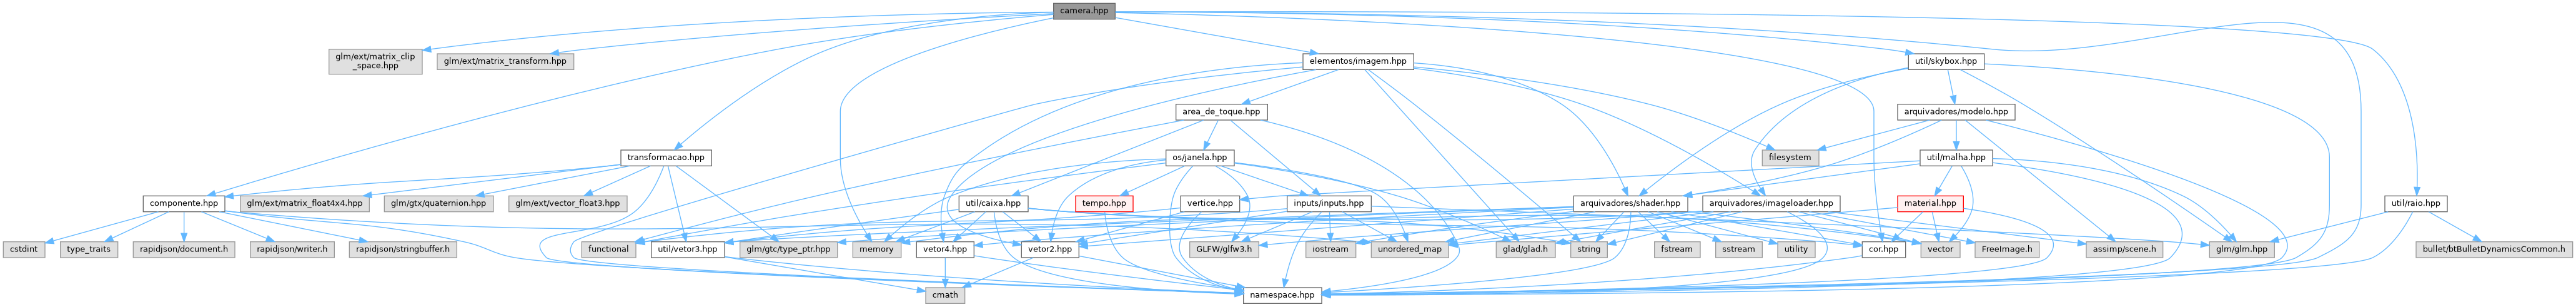 camera.hpp
glm/ext/matrix_clip
_space.hpp
glm/ext/matrix_transform.hpp
elementos/imagem.hpp
util/skybox.hpp
area_de_toque.hpp
arquivadores/modelo.hpp
transformacao.hpp
os/janela.hpp
filesystem
util/malha.hpp
componente.hpp
glm/ext/matrix_float4x4.hpp
glm/gtx/quaternion.hpp
glm/ext/vector_float3.hpp
util/caixa.hpp
tempo.hpp
vertice.hpp
inputs/inputs.hpp
arquivadores/shader.hpp
arquivadores/imageloader.hpp
material.hpp
util/raio.hpp
cstdint
type_traits
rapidjson/document.h
rapidjson/writer.h
rapidjson/stringbuffer.h
functional
util/vetor3.hpp
glm/gtc/type_ptr.hpp
memory
vetor4.hpp
vetor2.hpp
GLFW/glfw3.h
iostream
unordered_map
glad/glad.h
string
fstream
sstream
utility
cor.hpp
vector
FreeImage.h
assimp/scene.h
glm/glm.hpp
bullet/btBulletDynamicsCommon.h
cmath
namespace.hpp